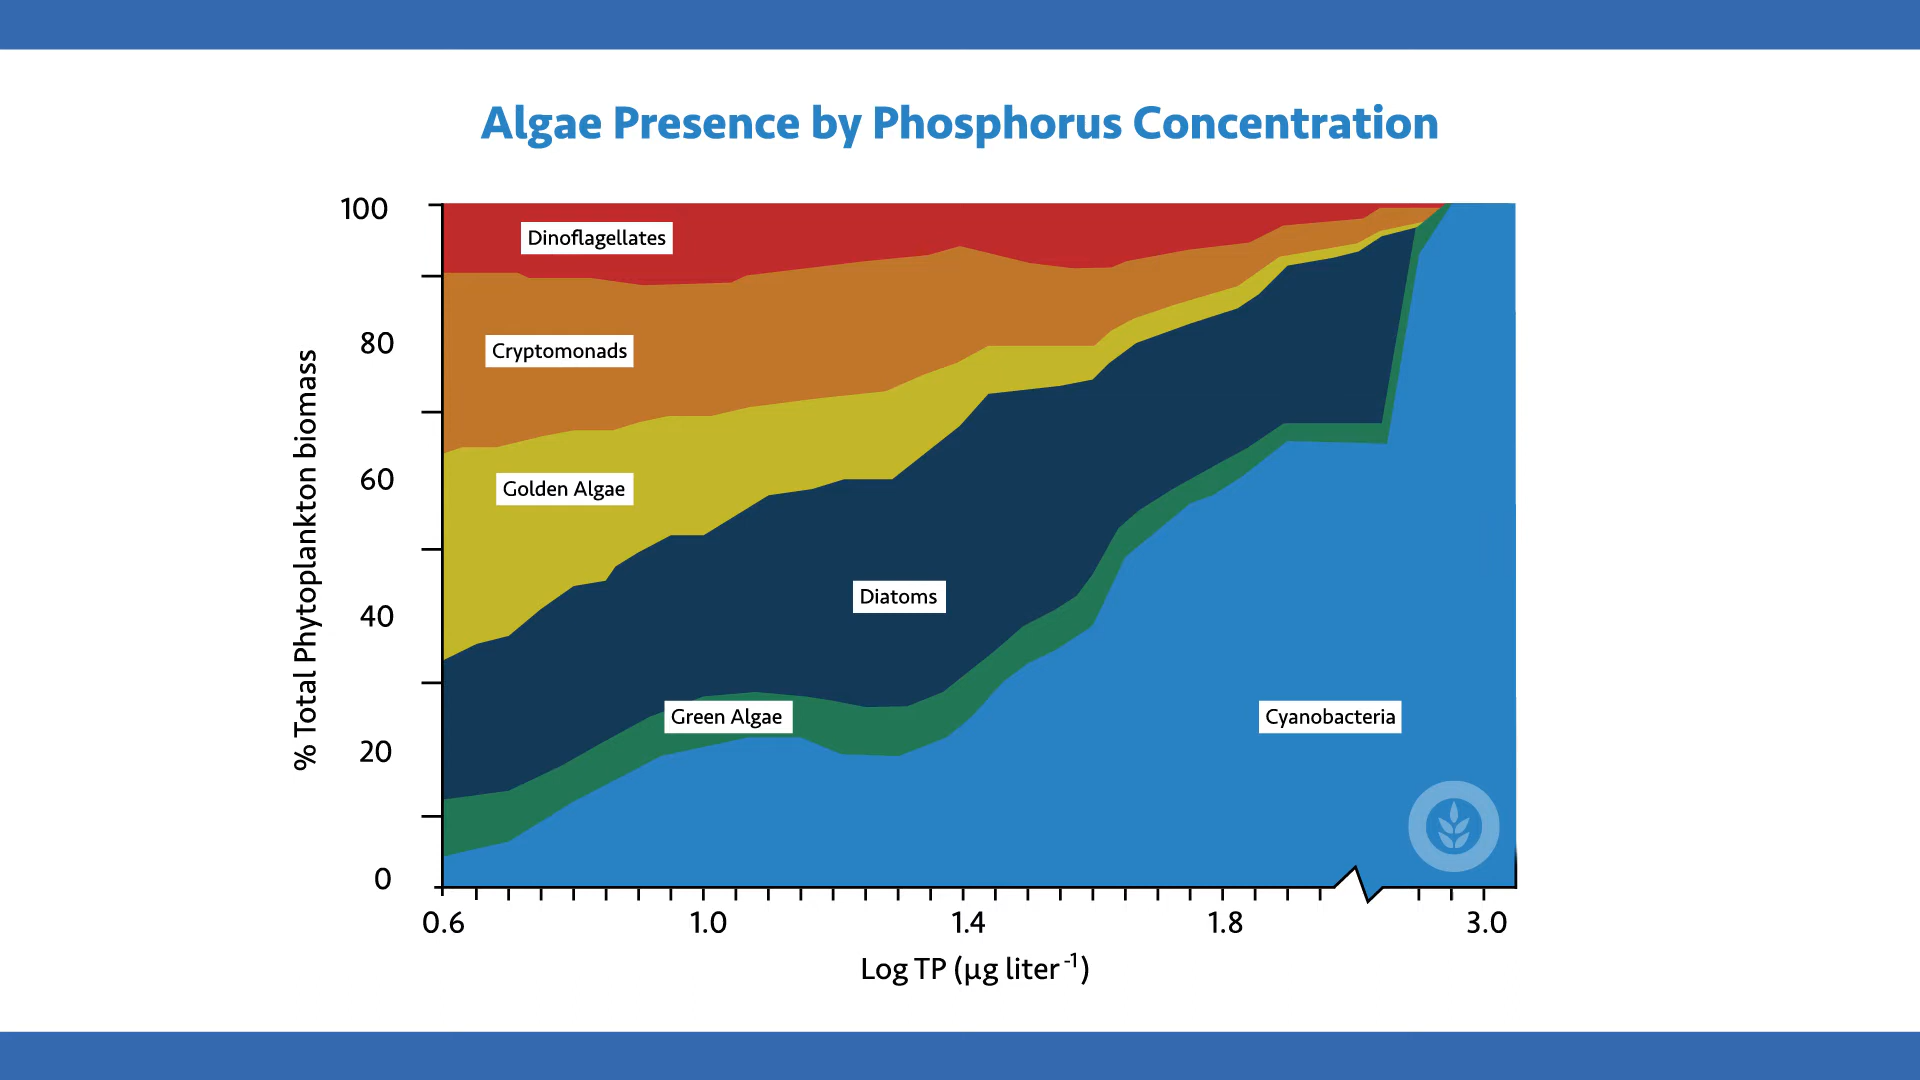 Algae Presence by Phosphorus Concentration
100
80
60
40
20
0
% Total Phytoplankton biomass
Dinoflagellates
Cryptomonads
Golden Algae
Diatoms
Green Algae
Cyanobacteria
0.6 1.0 1.4 1.8 3.0
Log TP (µg liter⁻¹)